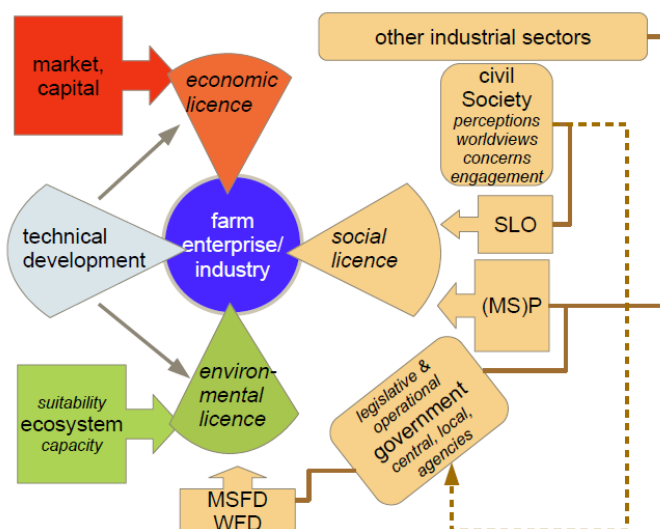 other industrial sectors
market,
capital
economic
licence
civil
Society
perceptions
worldviews
concerns
engagement
technical
development
farm
enterprise/
industry
social
licence
SLO
(MS)P
environ-
mental
licence
suitability
ecosystem
capacity
legislative &
operational
government
central, local,
agencies
MSFD
WFD